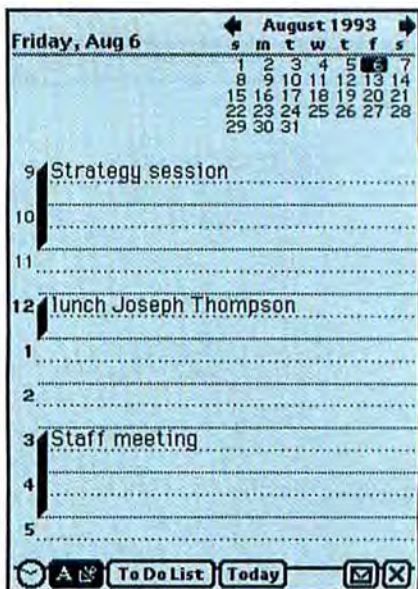 Friday, Aug 6
August 1993
s m t w t f s
1 2 3 4 5 6 7
8 9 10 11 12 13 14
15 16 17 18 19 20 21
22 23 24 25 26 27 28
29 30 31
9 Strategy session
10
11
12 lunch Joseph Thompson
1
2
3 Staff meeting
4
5
A To Do List Today